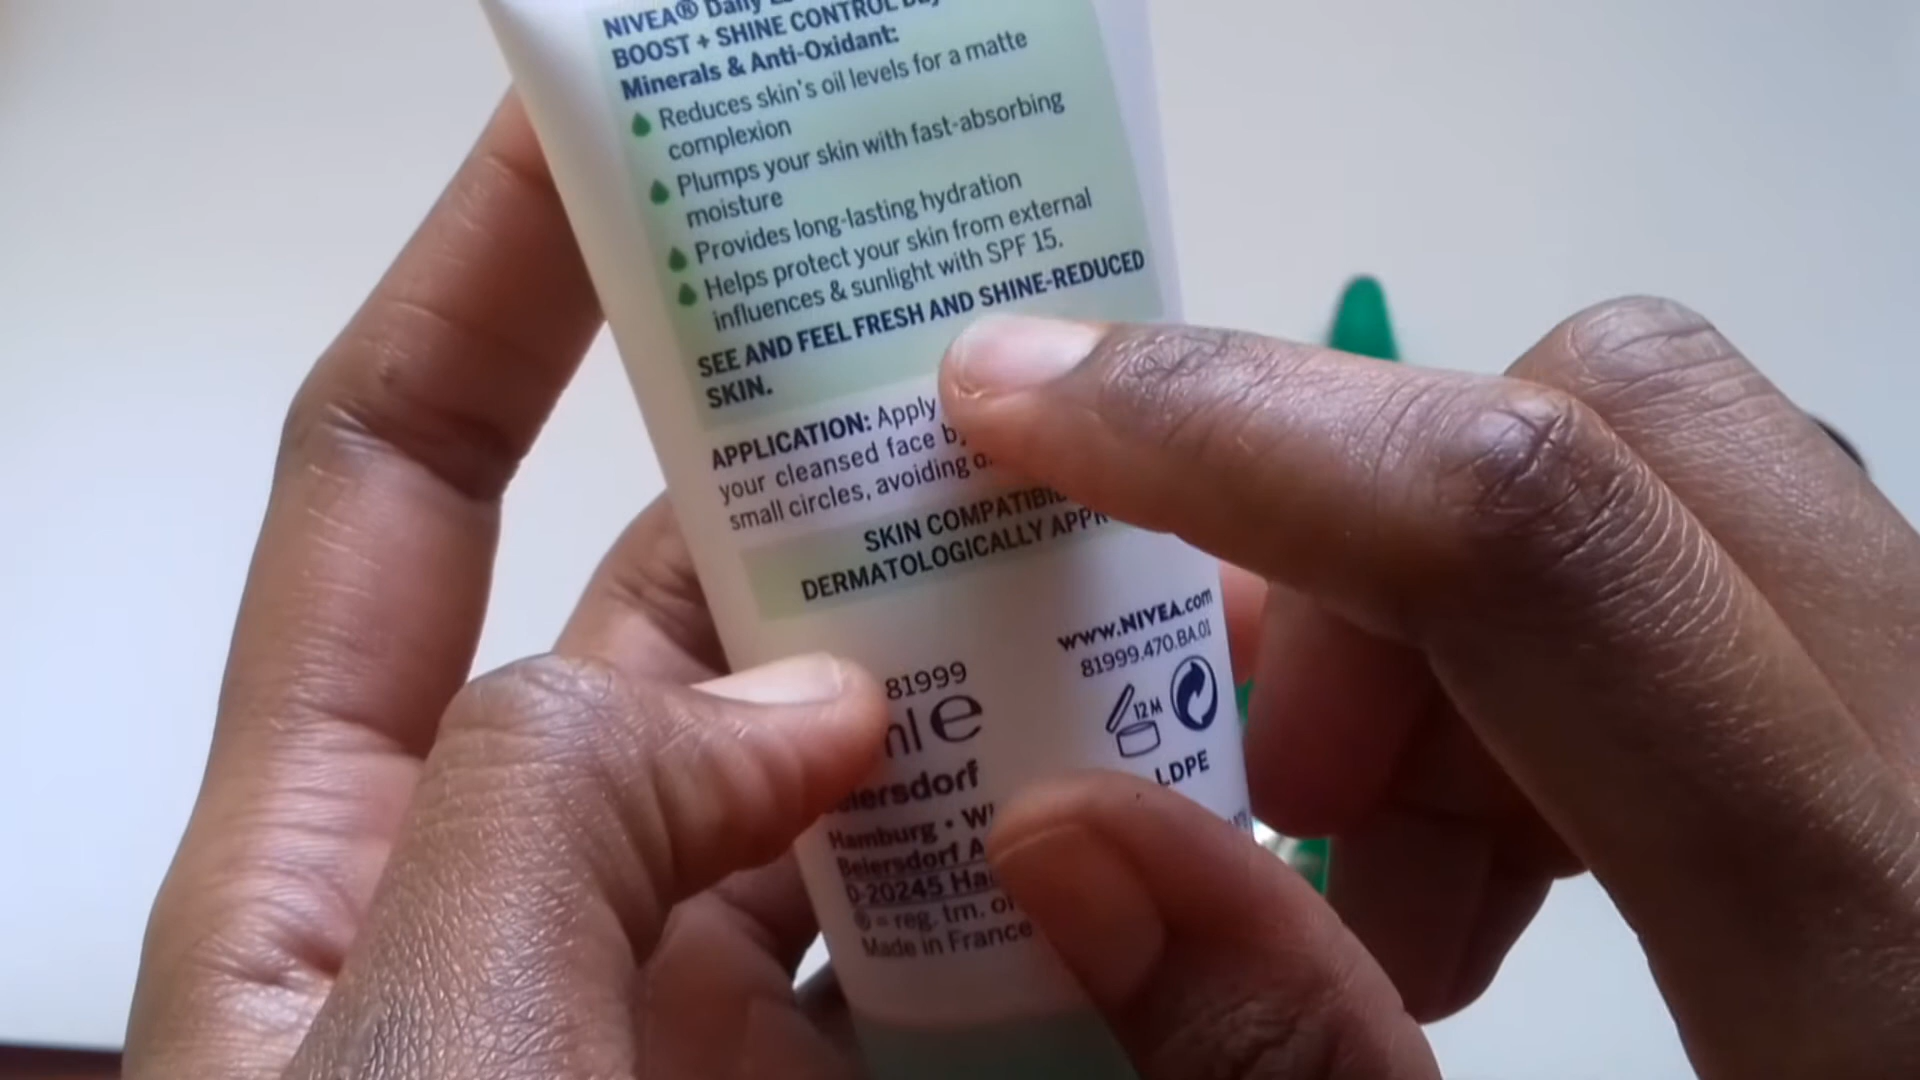 NIVEA® Daily
BOOST + SHINE CONTROL
Minerals & Anti-Oxidant:
Reduces skin's oil levels for a matte
complexion
Plumps your skin with fast-absorbing
moisture
Provides long-lasting hydration
Helps protect your skin from external
influences & sunlight with SPF 15.
SEE AND FEEL FRESH AND SHINE-REDUCED
SKIN.
APPLICATION: Apply
your cleansed face
small circles, avoiding
SKIN
DERMATOLOGICALLY
www.NIVEA.com
81999.470.BA.01
81999
ml e
12M
LDPE
Beiersdorf
Hamburg •
Beiersdorf
D-20245
® = reg. tm. of
Made in France